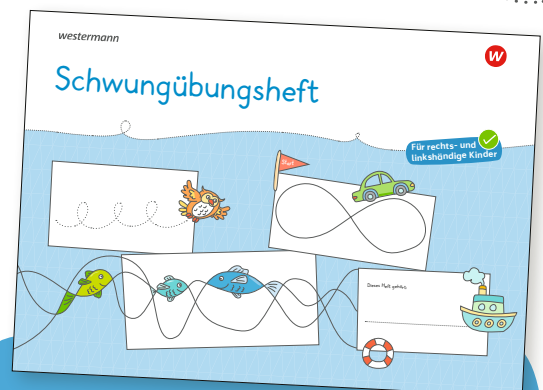 westermann
W
Schwungübungsheft
Für rechts- und
linkshändige Kinder
Start
Dieses Heft gehört: